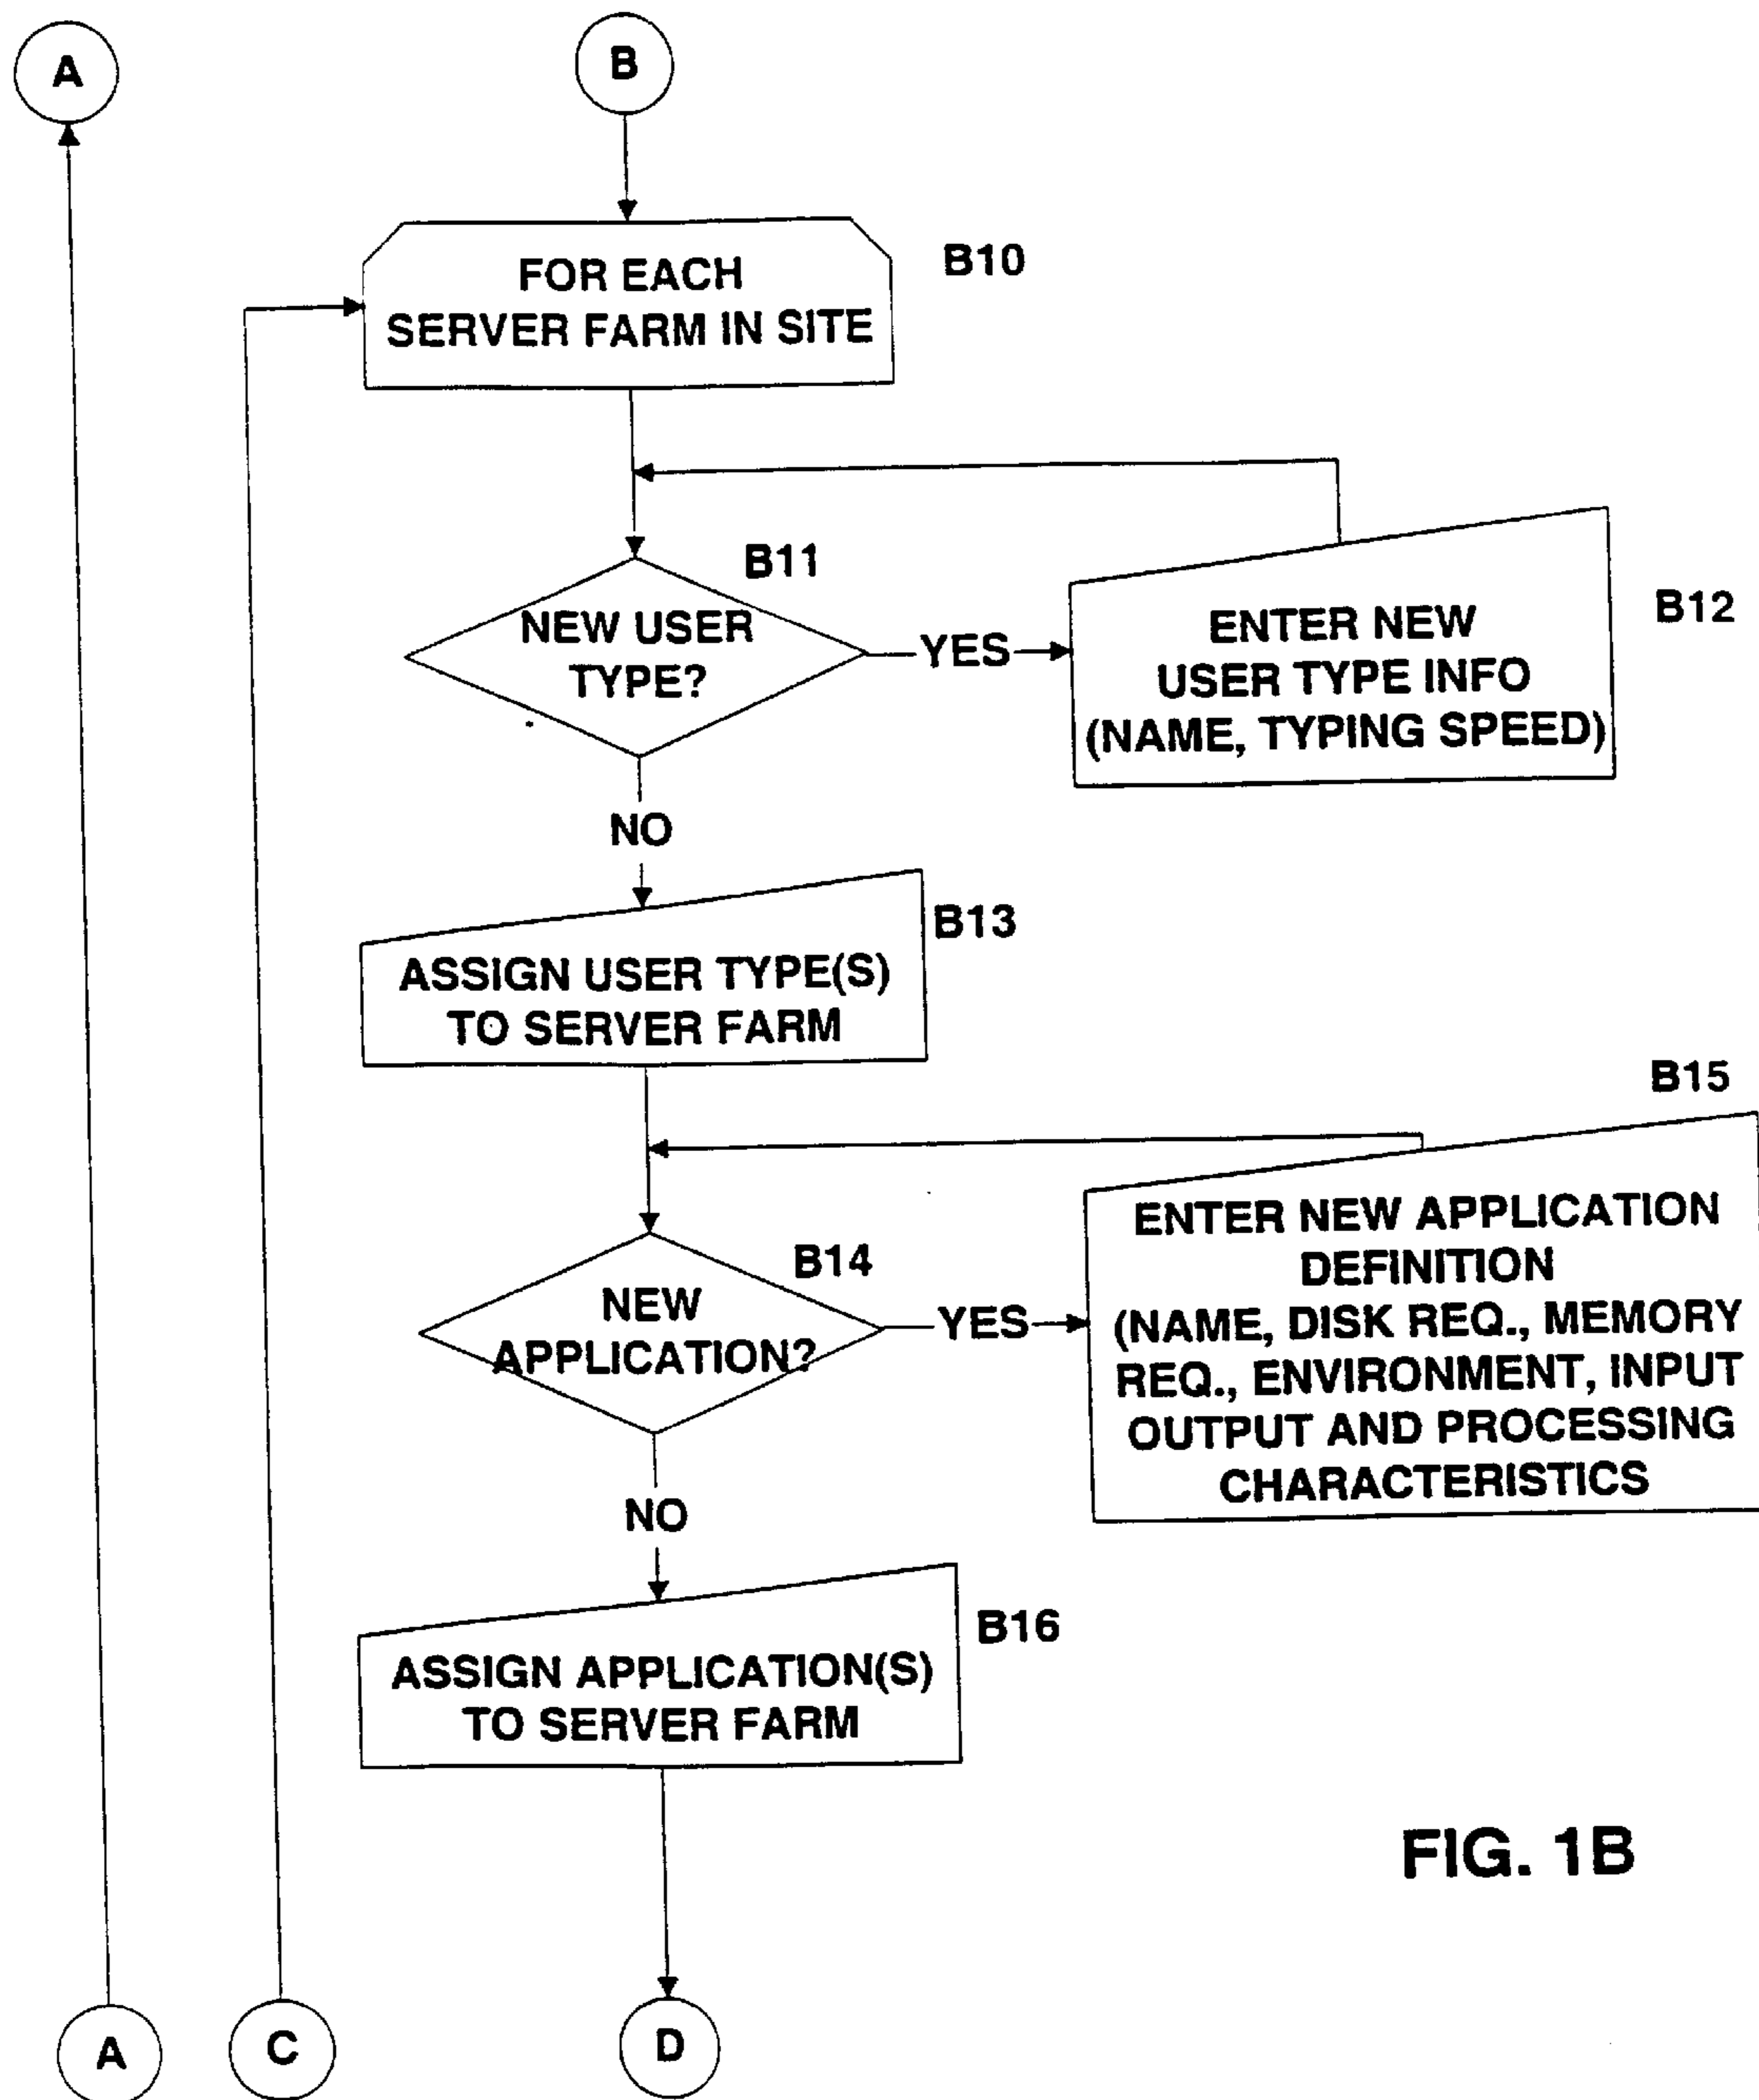 A
B
FOR EACH
SERVER FARM IN SITE
B10
B11
NEW USER
TYPE?
YES
ENTER NEW
USER TYPE INFO
(NAME, TYPING SPEED)
B12
NO
ASSIGN USER TYPE(S)
TO SERVER FARM
B13
B14
NEW
APPLICATION?
YES
B15
ENTER NEW APPLICATION
DEFINITION
(NAME, DISK REQ., MEMORY
REQ., ENVIRONMENT, INPUT
OUTPUT AND PROCESSING
CHARACTERISTICS
NO
ASSIGN APPLICATION(S)
TO SERVER FARM
B16
FIG. 1B
A
C
D